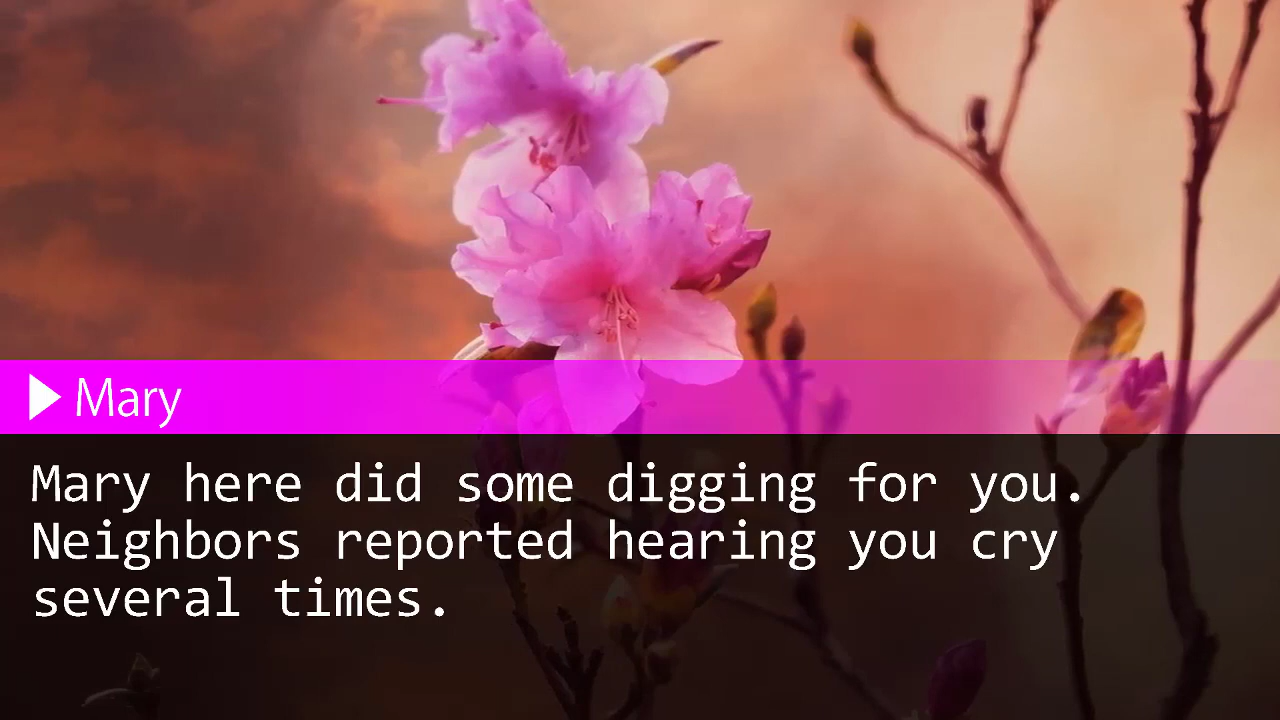 Mary
Mary here did some digging for you.
Neighbors reported hearing you cry
several times.